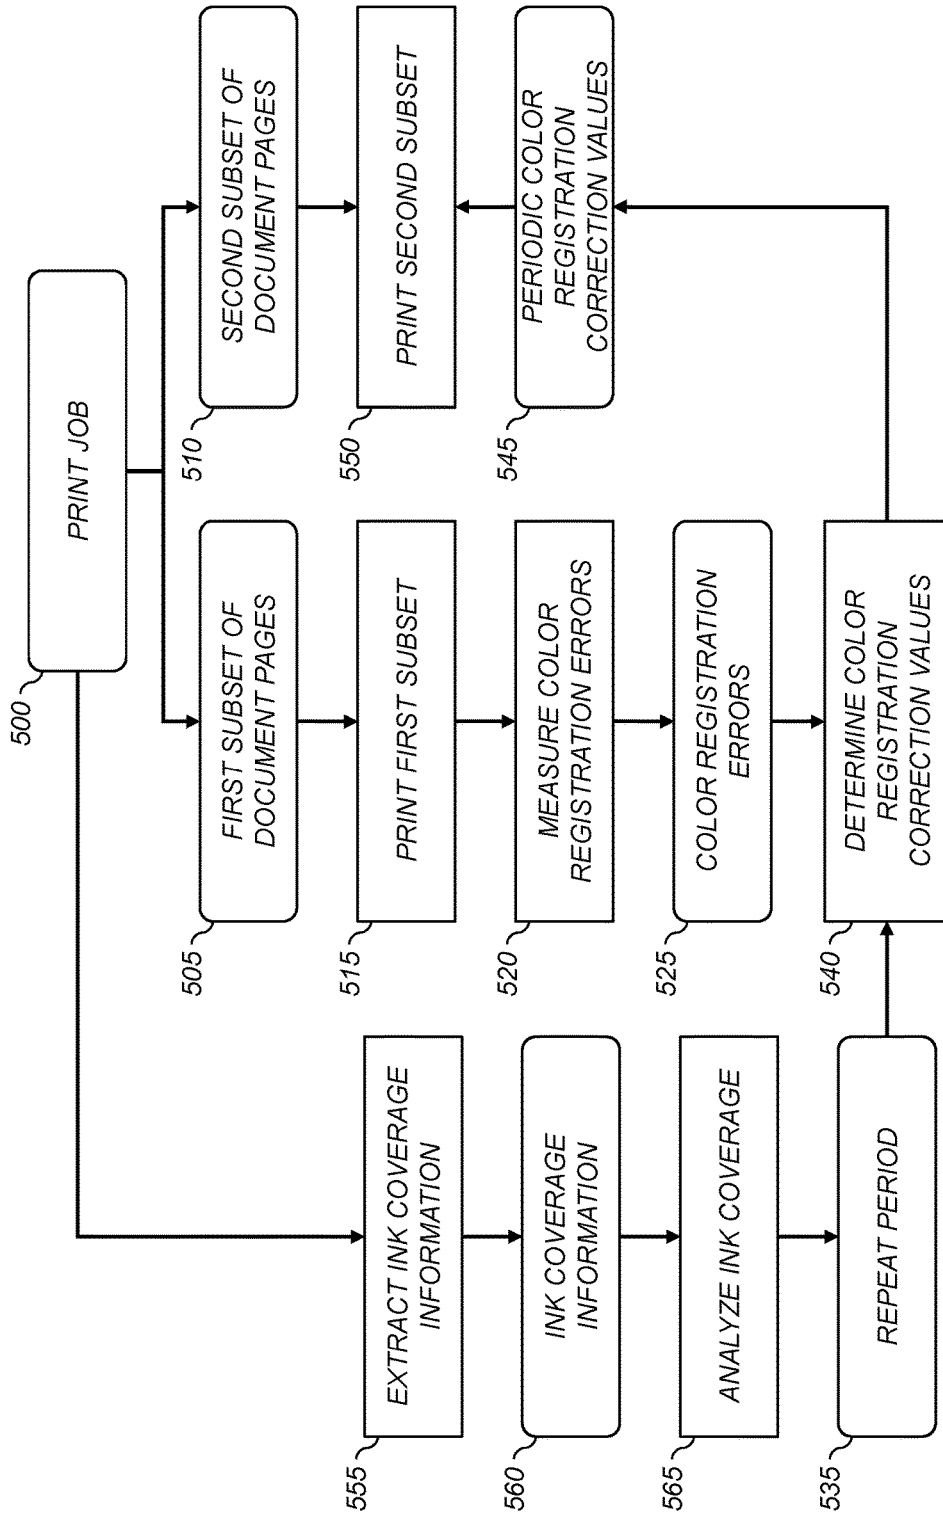 500
PRINT JOB
555
EXTRACT INK COVERAGE
INFORMATION
560
INK COVERAGE
INFORMATION
565
ANALYZE INK COVERAGE
535
REPEAT PERIOD
505
FIRST SUBSET OF
DOCUMENT PAGES
515
PRINT FIRST SUBSET
520
MEASURE COLOR
REGISTRATION ERRORS
525
COLOR REGISTRATION
ERRORS
540
DETERMINE COLOR
REGISTRATION
CORRECTION VALUES
510
SECOND SUBSET OF
DOCUMENT PAGES
550
PRINT SECOND SUBSET
545
PERIODIC COLOR
REGISTRATION
CORRECTION VALUES